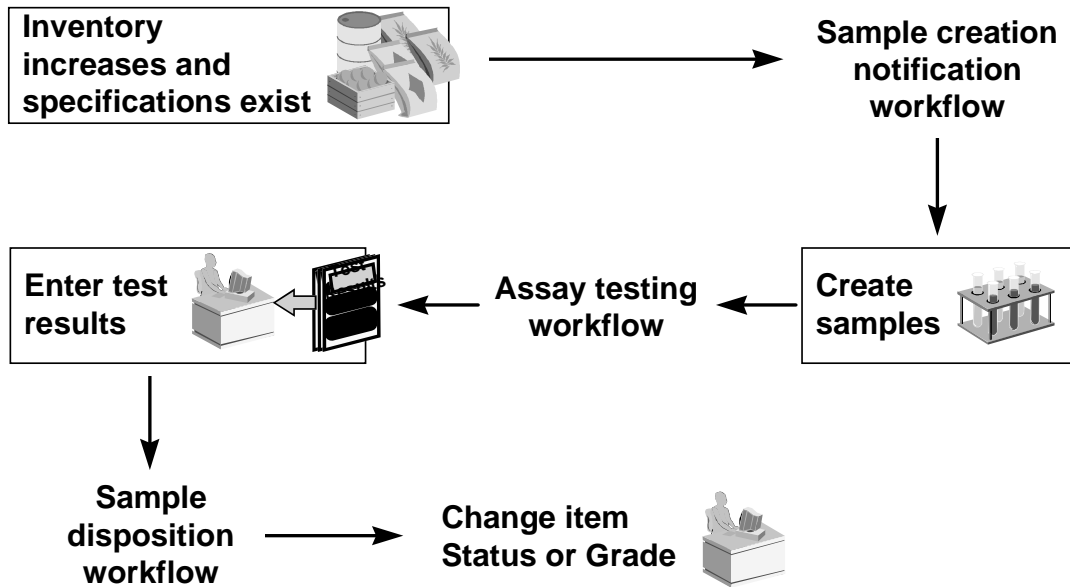 Inventory
increases and
specifications exist
Sample creation
notification
workflow
Create
samples
Assay testing
workflow
Enter test
results
Sample
disposition
workflow
Change item
Status or Grade